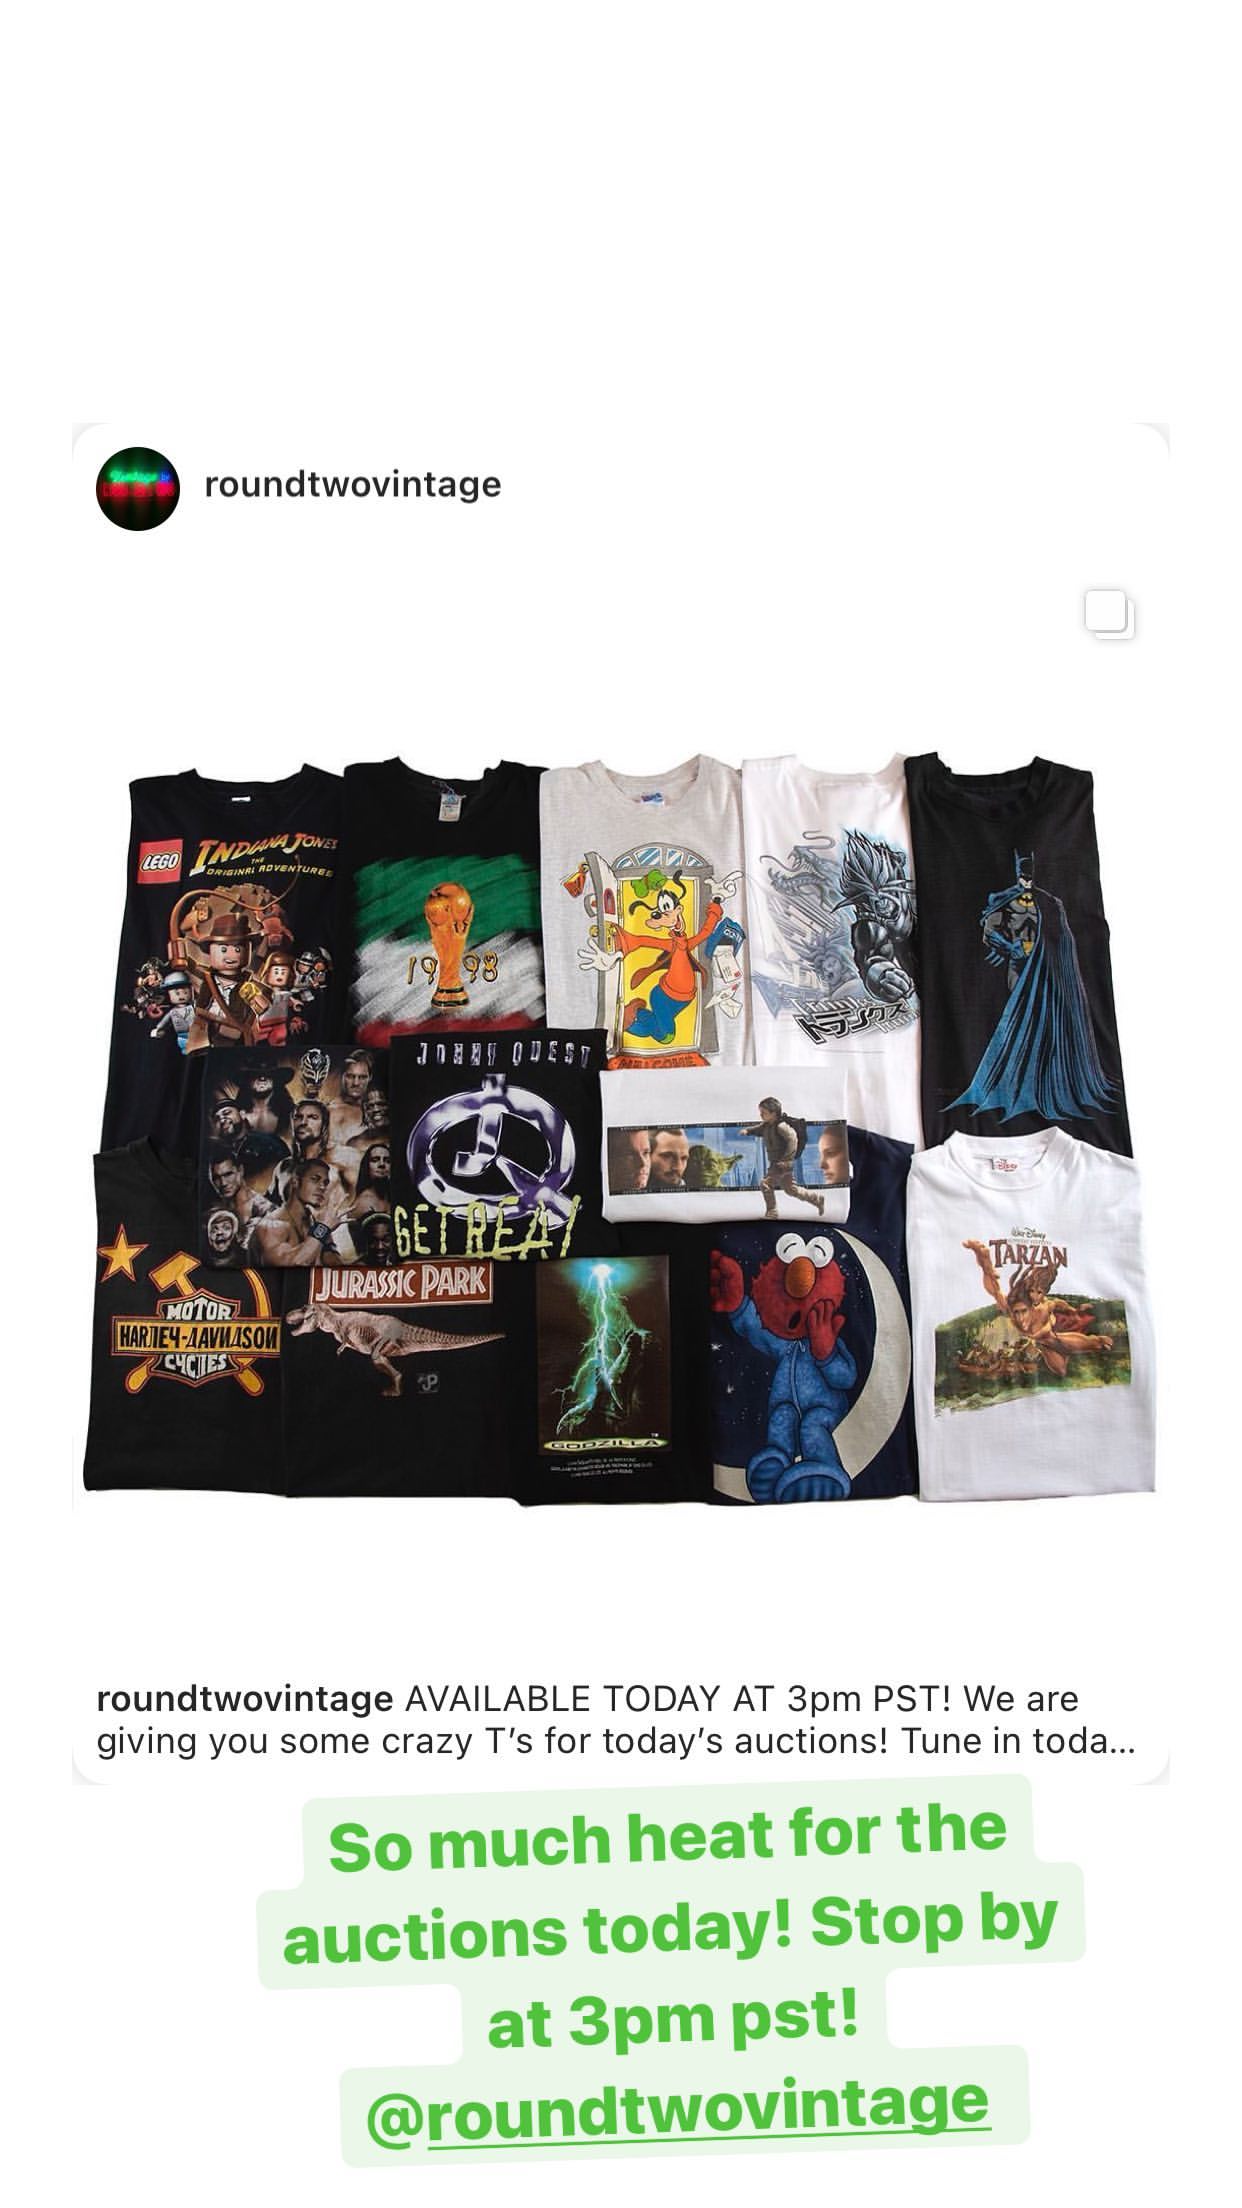 roundtwovintage
LEGO
INDIANA JONES
THE
ORIGINAL ADVENTURES
19 98
WELCOME
トランクス
JONNY QUEST
JQ
GET REAL
Walt Disney
TARZAN
MOTOR
HARLEY-DAVIDSON
CYCLES
JURASSIC PARK
JP
GODZILLA
roundtwovintage AVAILABLE TODAY AT 3pm PST! We are
giving you some crazy T's for today's auctions! Tune in toda...
So much heat for the
auctions today! Stop by
at 3pm pst!
@roundtwovintage